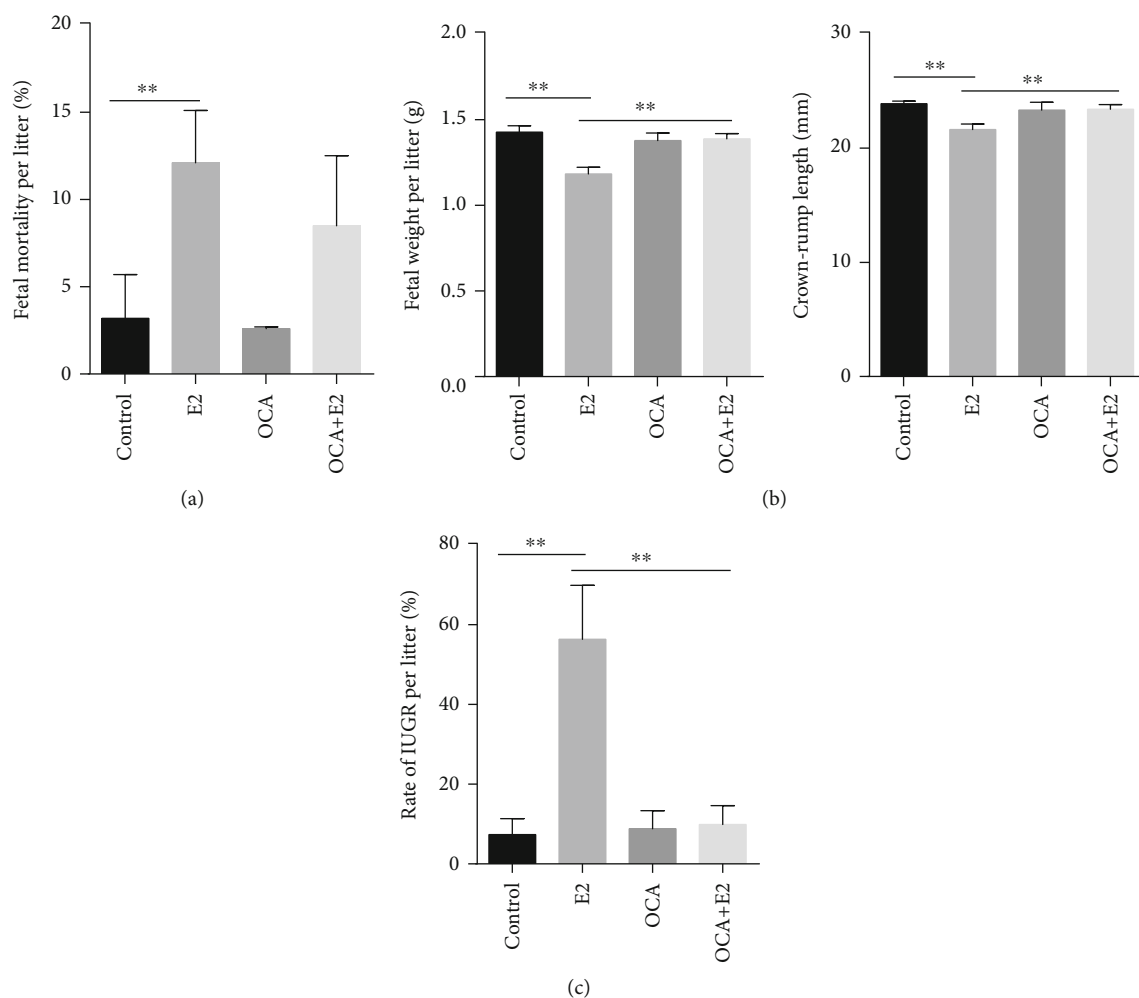 Fetal mortality per litter (%)
20
15
10
5
0
**
Control
E2
OCA
OCA+E2
(a)
Fetal weight per litter (g)
2.0
1.5
1.0
0.5
0.0
**
**
Control
E2
OCA
OCA+E2
Crown-rump length (mm)
30
20
10
0
**
**
Control
E2
OCA
OCA+E2
(b)
Rate of IUGR per litter (%)
80
60
40
20
0
**
**
Control
E2
OCA
OCA+E2
(c)